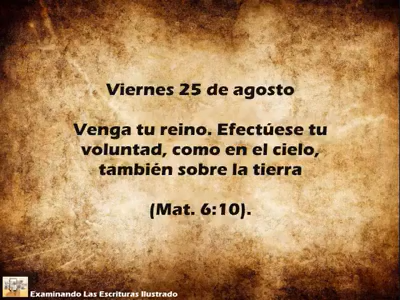 Viernes 25 de agosto
Venga tu reino. Efectúese tu
voluntad, como en el cielo,
también sobre la tierra
(Mat. 6:10).
Examinando Las Escrituras Ilustrado